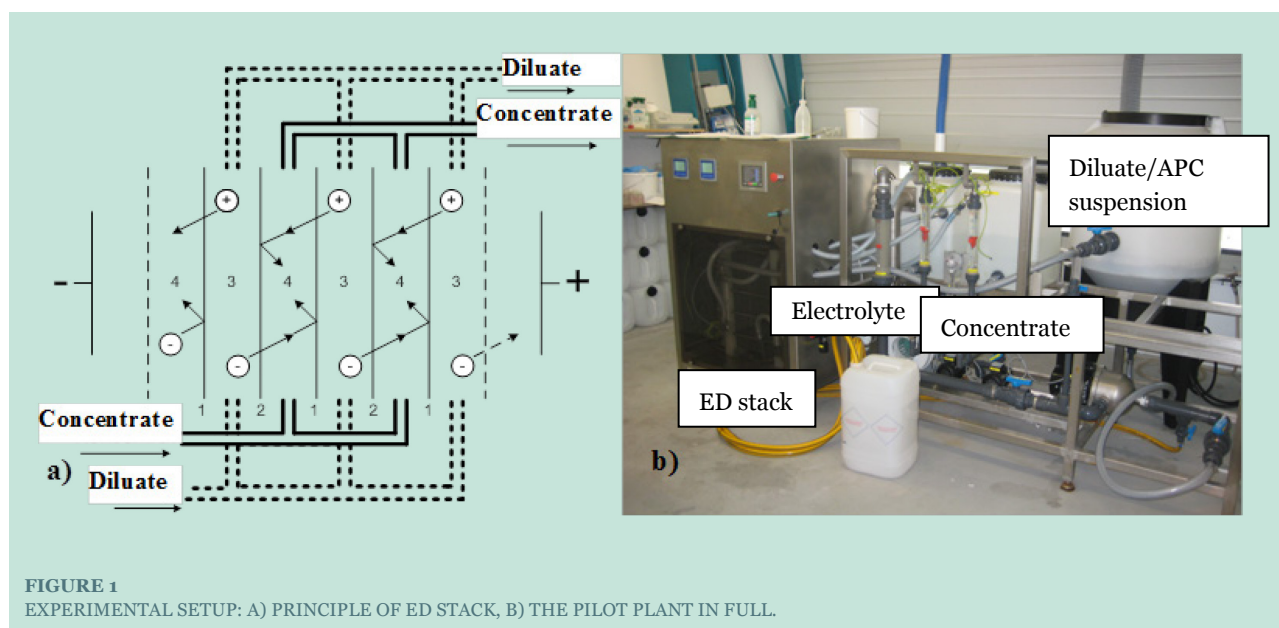 Diluate
Concentrate
+ + +
4 3 4 3 4 3
- +
- - - -
1 2 1 2 1
Concentrate
a)
Diluate
Diluate/APC
suspension
Electrolyte
Concentrate
ED stack
b)
FIGURE 1
EXPERIMENTAL SETUP: A) PRINCIPLE OF ED STACK, B) THE PILOT PLANT IN FULL.